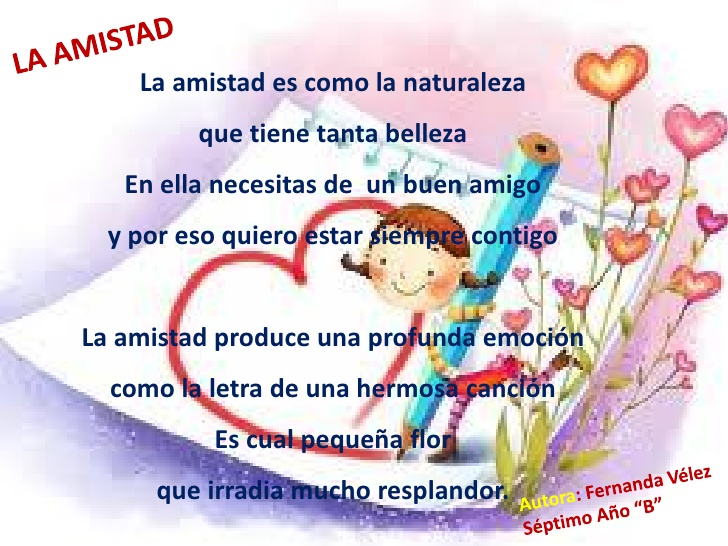 LA AMISTAD
La amistad es como la naturaleza
que tiene tanta belleza
En ella necesitas de un buen amigo
y por eso quiero estar siempre contigo
La amistad produce una profunda emoción
como la letra de una hermosa canción
Es cual pequeña flor
que irradia mucho resplandor.
Autora: Fernanda Vélez
Séptimo Año “B”